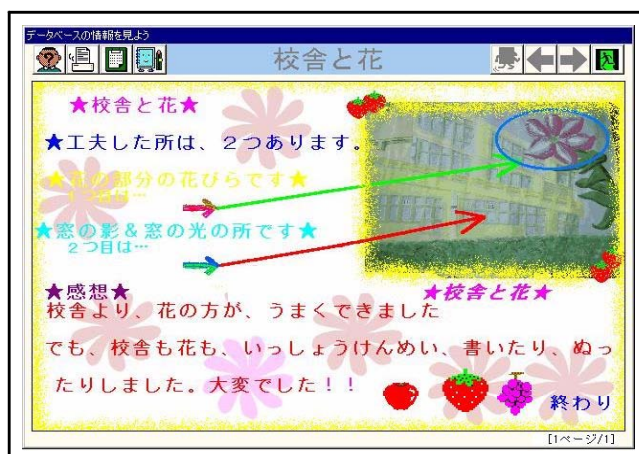 データベースの情報を見よう
校舎と花
★校舎と花★
★工夫した所は、２つあります。
★花の部分の花びらです★
１つ目は…
★窓の影＆窓の光の所です★
２つ目は…
★校舎と花★
★感想★
校舎より、花の方が、うまくできました
でも、校舎も花も、いっしょうけんめい、書いたり、ぬっ
たりしました。大変でした！！
終わり
[1ページ/1]